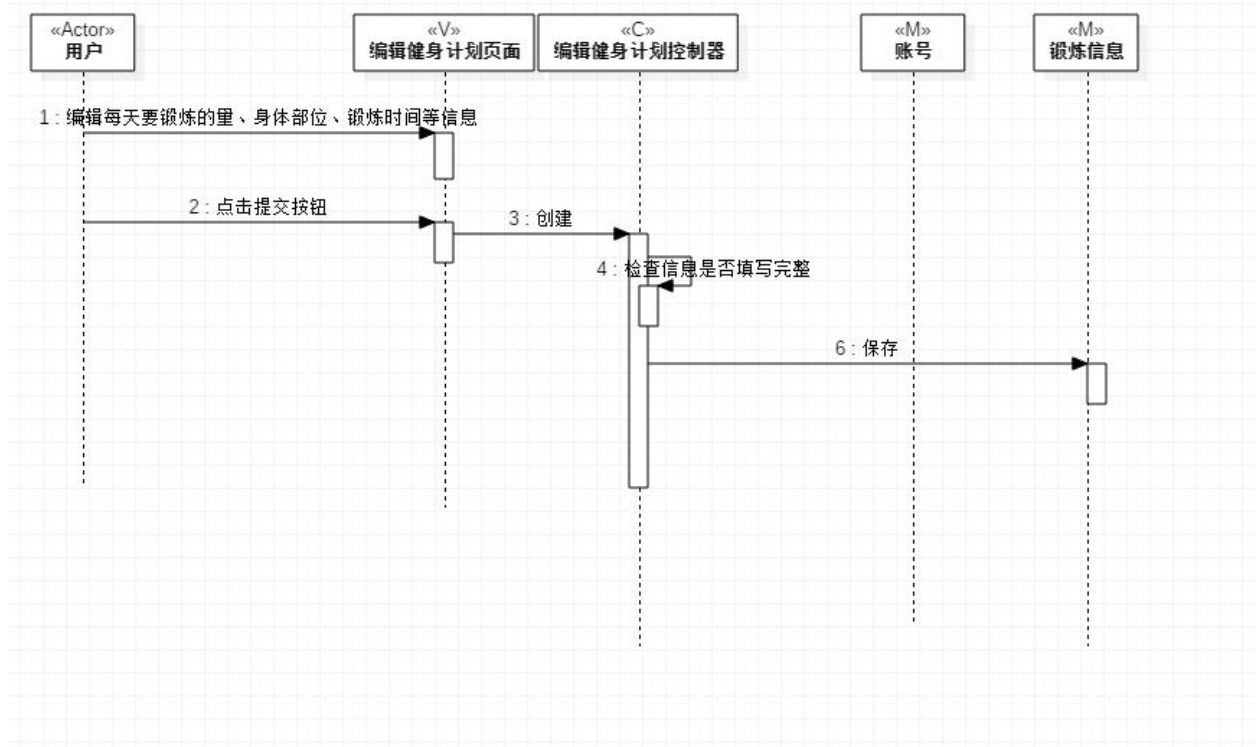 «Actor»
用户
«V»
编辑健身计划页面
«C»
编辑健身计划控制器
«M»
账号
«M»
锻炼信息
1 : 编辑每天要锻炼的量、身体部位、锻炼时间等信息
2 : 点击提交按钮
3 : 创建
4 : 检查信息是否填写完整
6 : 保存